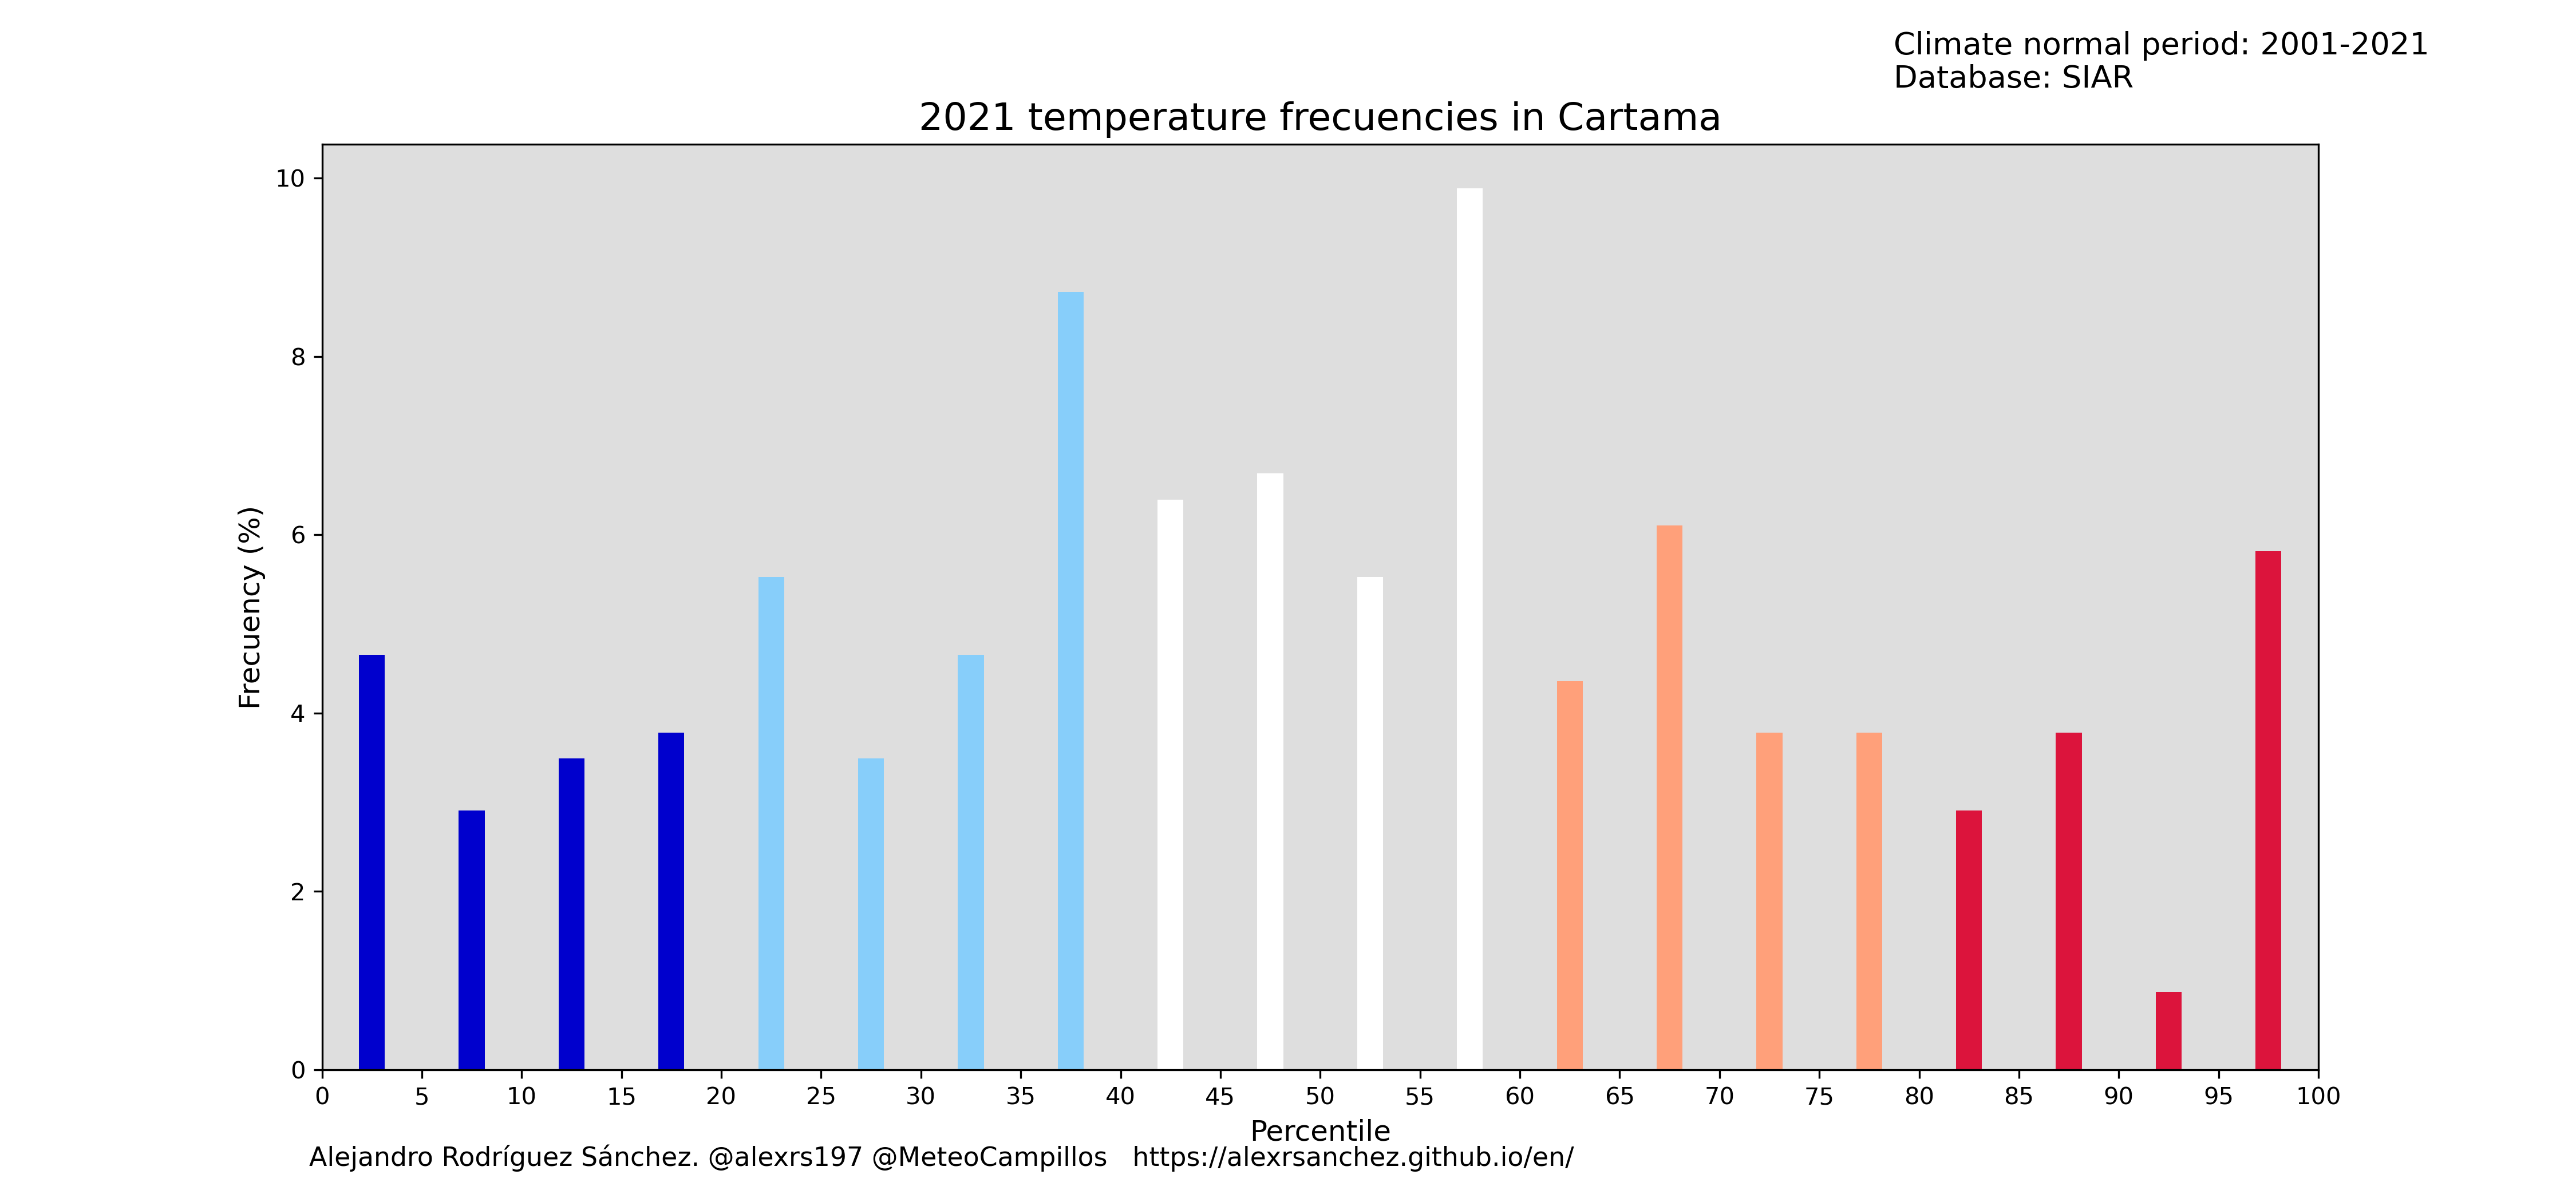 Climate normal period: 2001-2021
Database: SIAR
2021 temperature frecuencies in Cartama
10
8
6
4
2
0
Frecuency (%)
0 5 10 15 20 25 30 35 40 45 50 55 60 65 70 75 80 85 90 95 100
Percentile
Alejandro Rodríguez Sánchez. @alexrs197 @MeteoCampillos https://alexrsanchez.github.io/en/